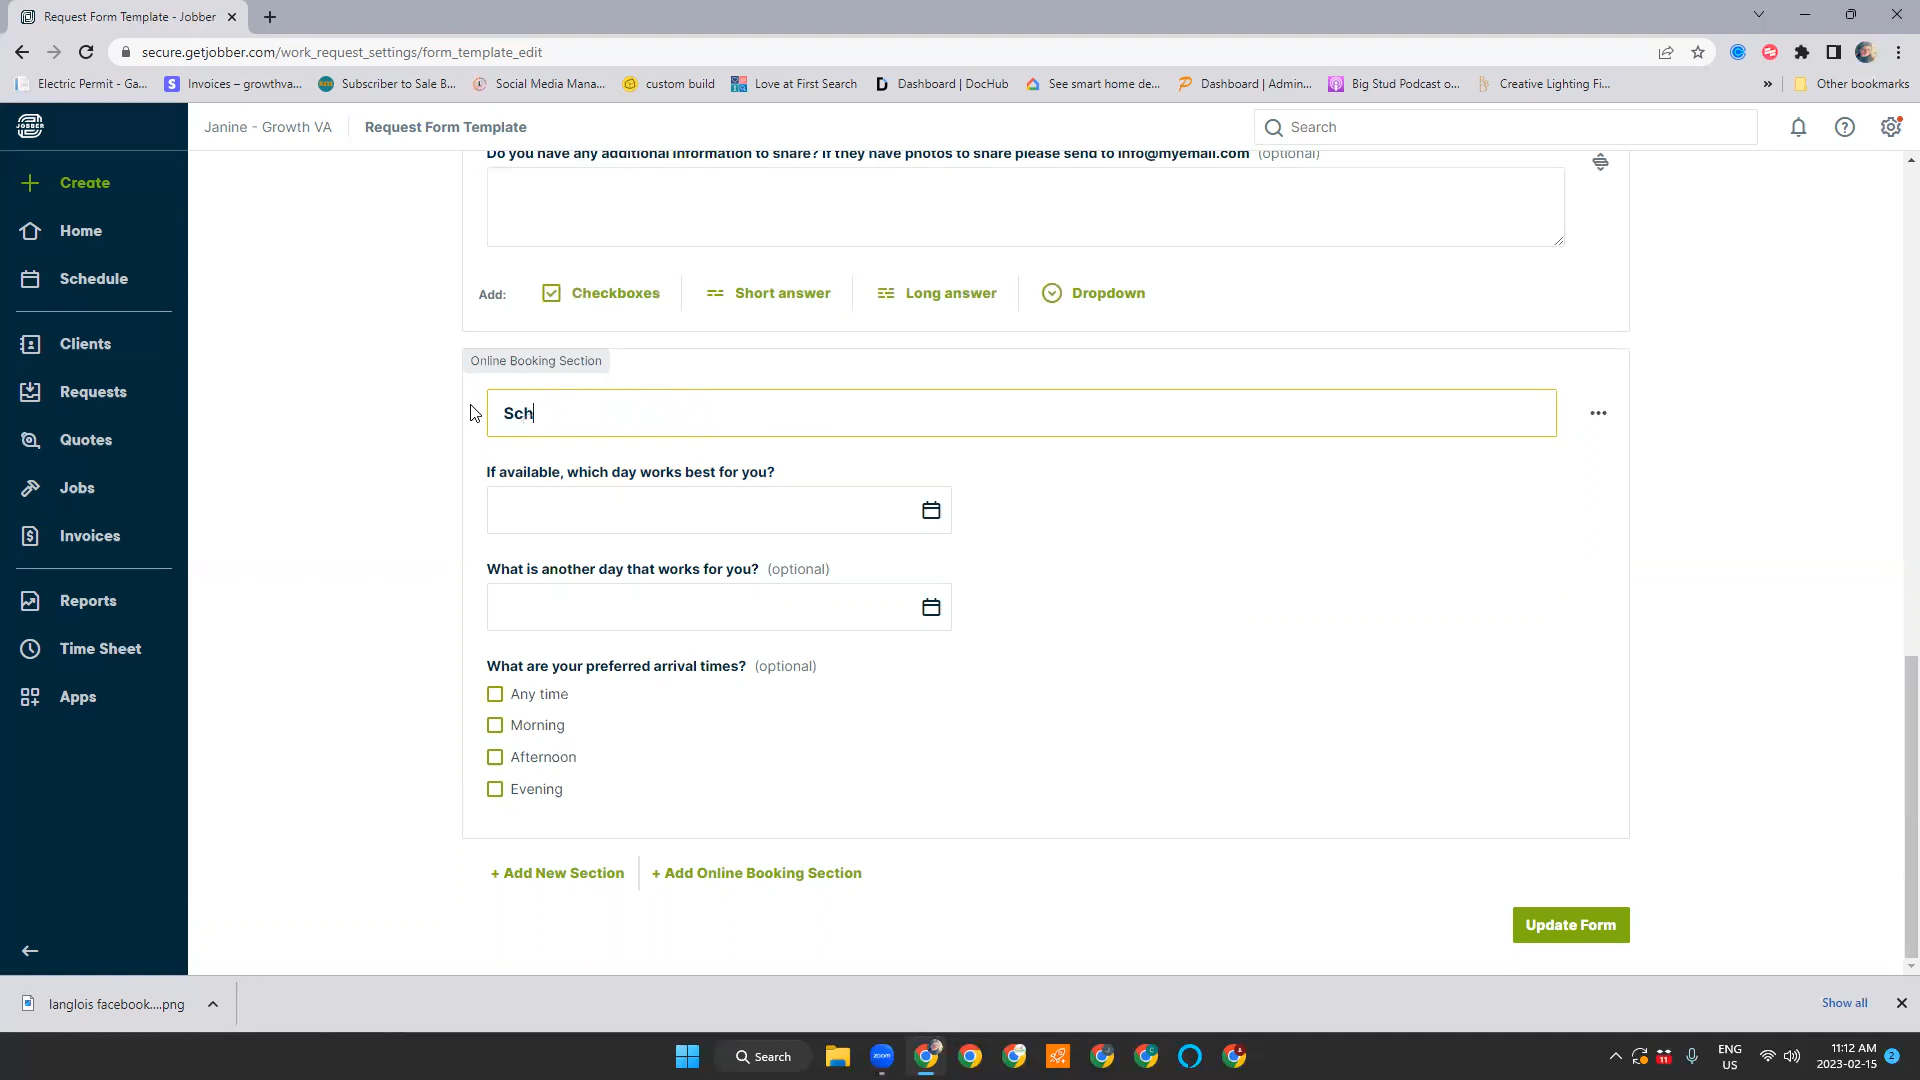 Request Form Template - Jobber
secure.getjobber.com/work_request_settings/form_template_edit
Electric Permit - Ga... Invoices – growthva... Subscriber to Sale B... Social Media Mana... custom build Love at First Search Dashboard | DocHub See smart home de... Dashboard | Admin... Big Stud Podcast o... Creative Lighting Fi... » Other bookmarks
JOBBER
Janine - Growth VA Request Form Template Search
Do you have any additional information to share? If they have photos to share please send to info@myemail.com (optional)
Create
Home
Schedule
Clients
Requests
Quotes
Jobs
Invoices
Reports
Time Sheet
Apps
Add: Checkboxes Short answer Long answer Dropdown
Online Booking Section
Sch
If available, which day works best for you?
What is another day that works for you? (optional)
What are your preferred arrival times? (optional)
Any time
Morning
Afternoon
Evening
+ Add New Section + Add Online Booking Section
Update Form
langlois facebook....png Show all
Search
zoom
11
ENG
US
11:12 AM
2023-02-15
2